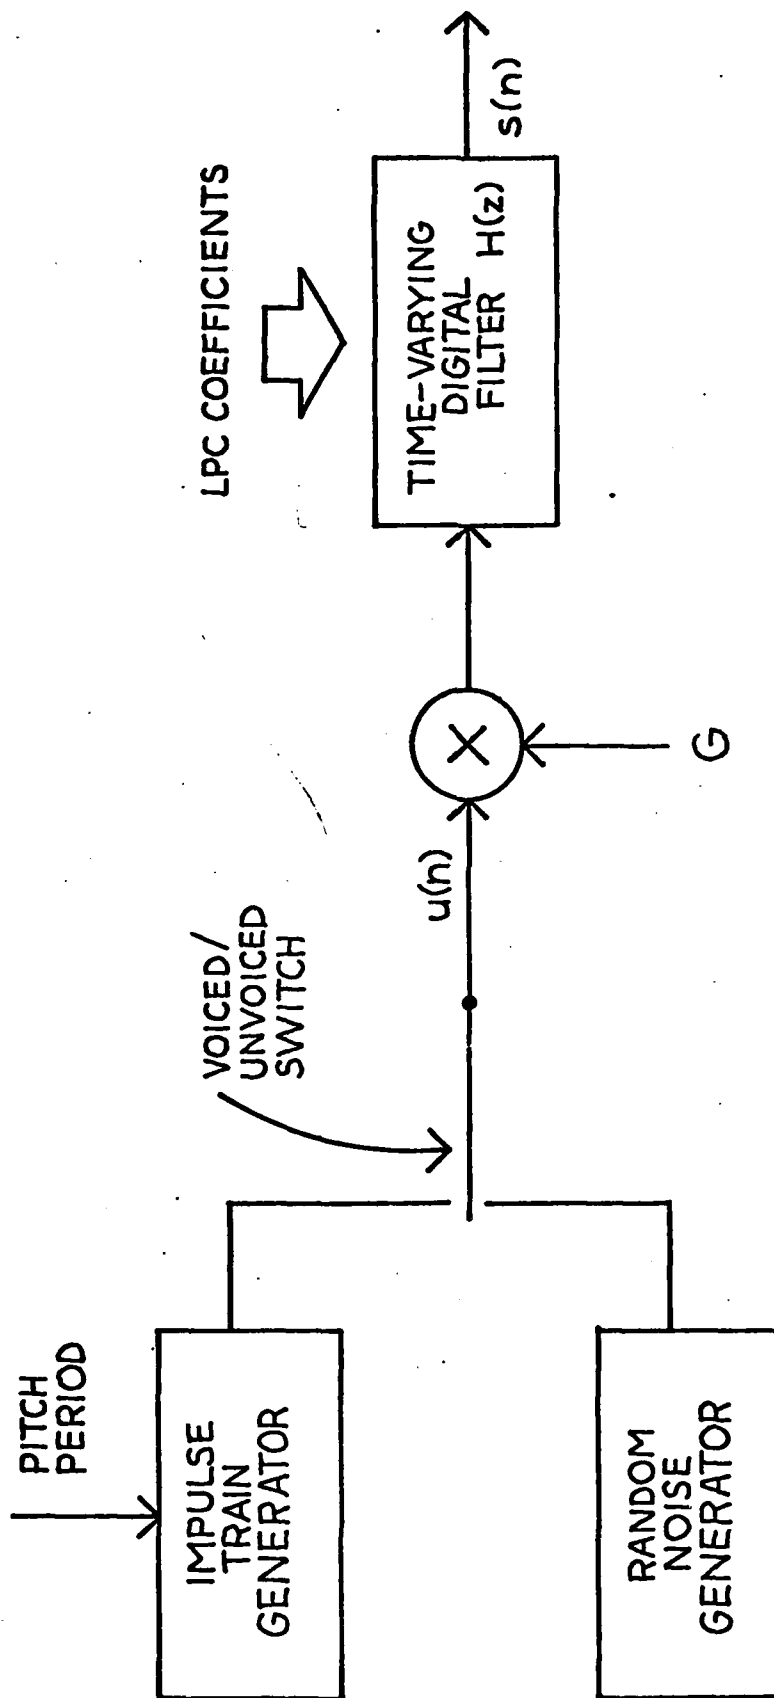 PITCH
PERIOD
IMPULSE
TRAIN
GENERATOR
RANDOM
NOISE
GENERATOR
VOICED/
UNVOICED
SWITCH
u(n)
G
LPC COEFFICIENTS
TIME-VARYING
DIGITAL
FILTER H(z)
s(n)